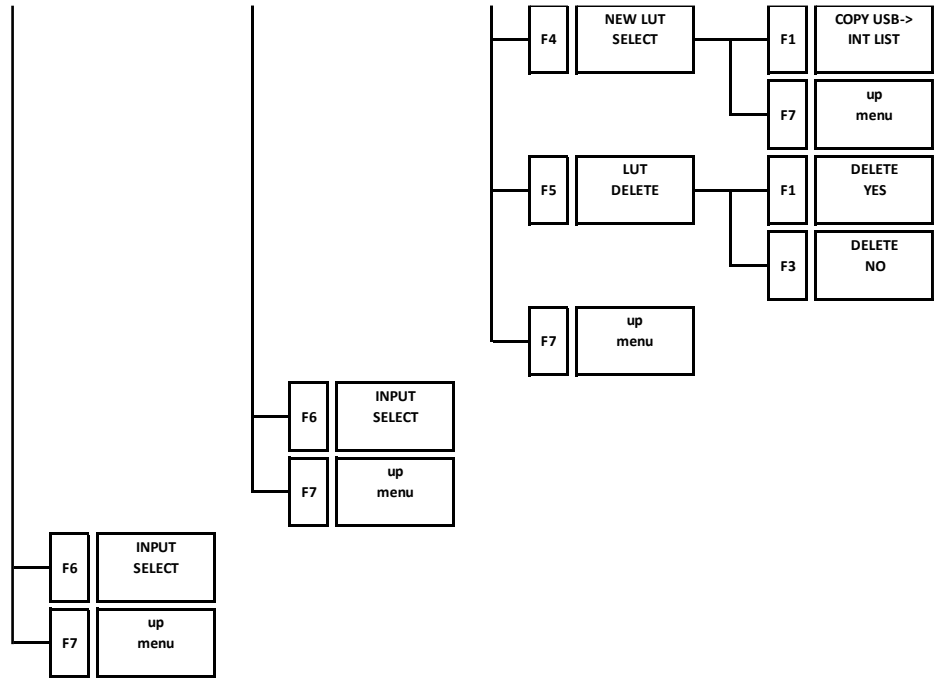 F4
NEW LUT
SELECT
F1
COPY USB->
INT LIST
F7
up
menu
F5
LUT
DELETE
F1
DELETE
YES
F3
DELETE
NO
F7
up
menu
F6
INPUT
SELECT
F7
up
menu
F6
INPUT
SELECT
F7
up
menu